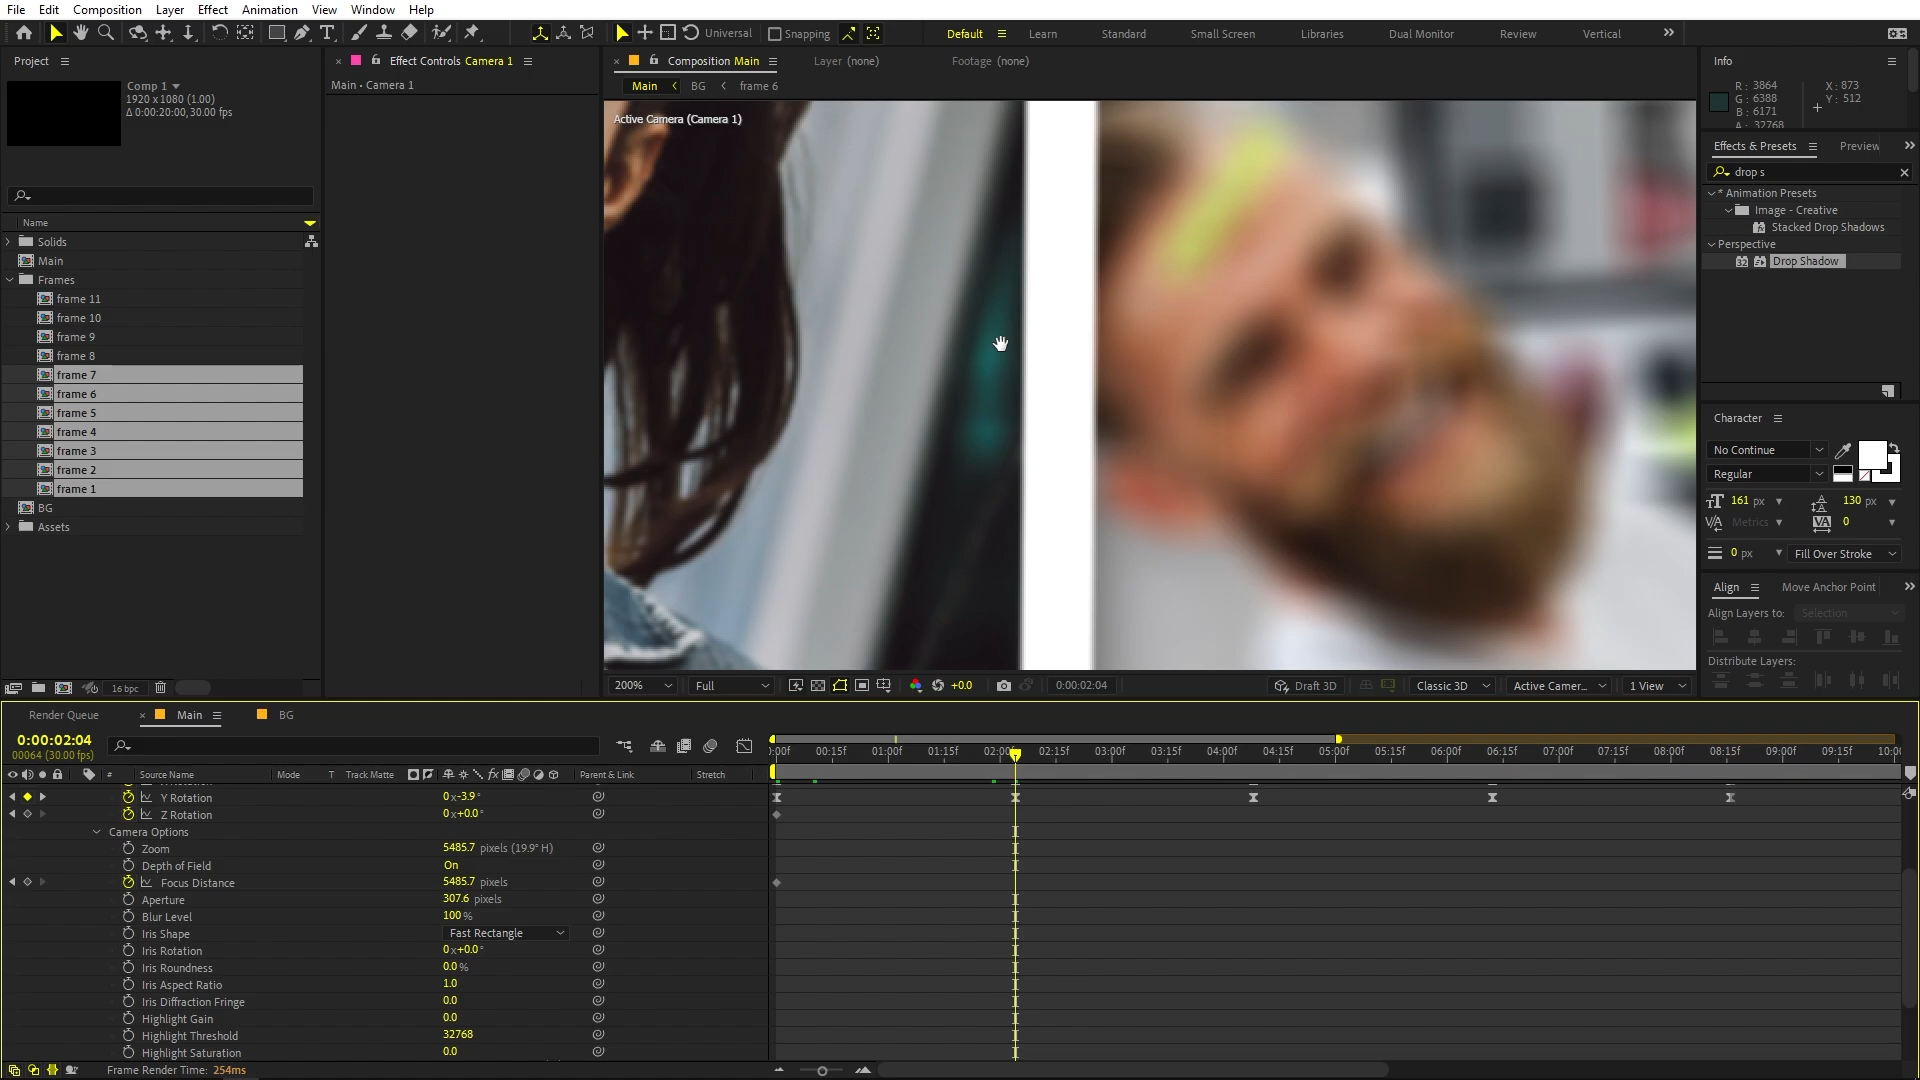 File Edit Composition Layer Effect Animation View Window Help
Universal Snapping Default Learn Standard Small Screen Libraries Dual Monitor Review Vertical
Project
Comp 1
1920 x 1080 (1.00)
Δ 0:00:20:00, 30.00 fps
Name
Solids
Main
Frames
frame 11
frame 10
frame 9
frame 8
frame 7
frame 6
frame 5
frame 4
frame 3
frame 2
frame 1
BG
Assets
16 bpc
Effect Controls Camera 1
Main • Camera 1
Composition Main Layer (none) Footage (none)
Main BG frame 6
Active Camera (Camera 1)
200% Full +0.0 0:00:02:04 Draft 3D Classic 3D Active Camer... 1 View
Info
R : 3864
G : 6388
B : 6171
A : 32768
X : 873
Y : 512
Effects & Presets Preview
drop s
* Animation Presets
Image - Creative
Stacked Drop Shadows
Perspective
32 Drop Shadow
Character
No Continue
Regular
161 px 130 px
Metrics 0
0 px Fill Over Stroke
Align Move Anchor Point
Align Layers to: Selection
Distribute Layers:
Render Queue Main BG
0:00:02:04
00064 (30.00 fps)
# Source Name Mode T Track Matte Parent & Link Stretch
:00f 00:15f 01:00f 01:15f 02:00f 02:15f 03:00f 03:15f 04:00f 04:15f 05:00f 05:15f 06:00f 06:15f 07:00f 07:15f 08:00f 08:15f 09:00f 09:15f 10:00
Y Rotation 0 x-3.9°
Z Rotation 0 x+0.0°
Camera Options
Zoom 5485.7 pixels (19.9° H)
Depth of Field On
Focus Distance 5485.7 pixels
Aperture 307.6 pixels
Blur Level 100 %
Iris Shape Fast Rectangle
Iris Rotation 0 x+0.0°
Iris Roundness 0.0 %
Iris Aspect Ratio 1.0
Iris Diffraction Fringe 0.0
Highlight Gain 0.0
Highlight Threshold 32768
Highlight Saturation 0.0
Frame Render Time: 254ms